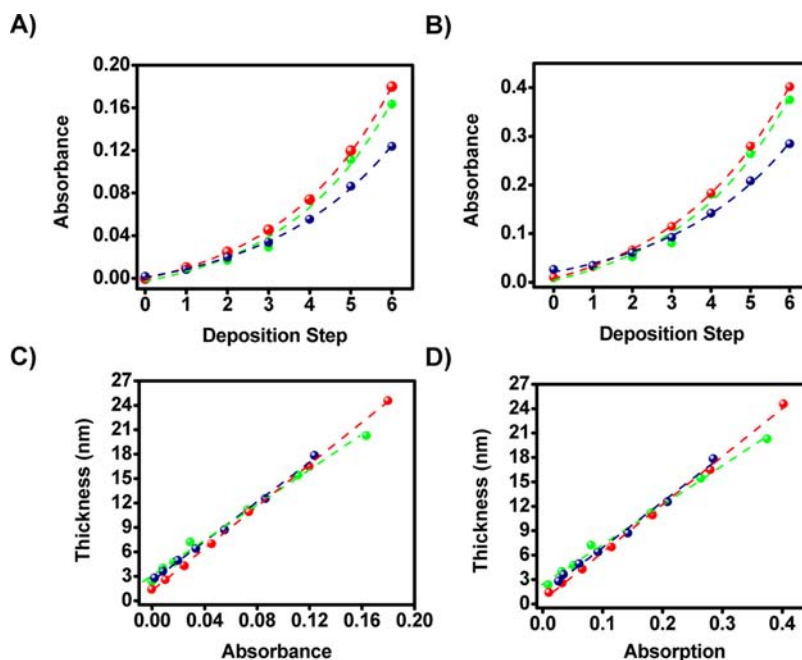 A)
Absorbance
0.20
0.16
0.12
0.08
0.04
0.00
0 1 2 3 4 5 6
Deposition Step
B)
Absorbance
0.4
0.3
0.2
0.1
0.0
0 1 2 3 4 5 6
Deposition Step
C)
Thickness (nm)
27
24
21
18
15
12
9
6
3
0
0.00 0.04 0.08 0.12 0.16 0.20
Absorbance
D)
Thickness (nm)
27
24
21
18
15
12
9
6
3
0
0.0 0.1 0.2 0.3 0.4
Absorption